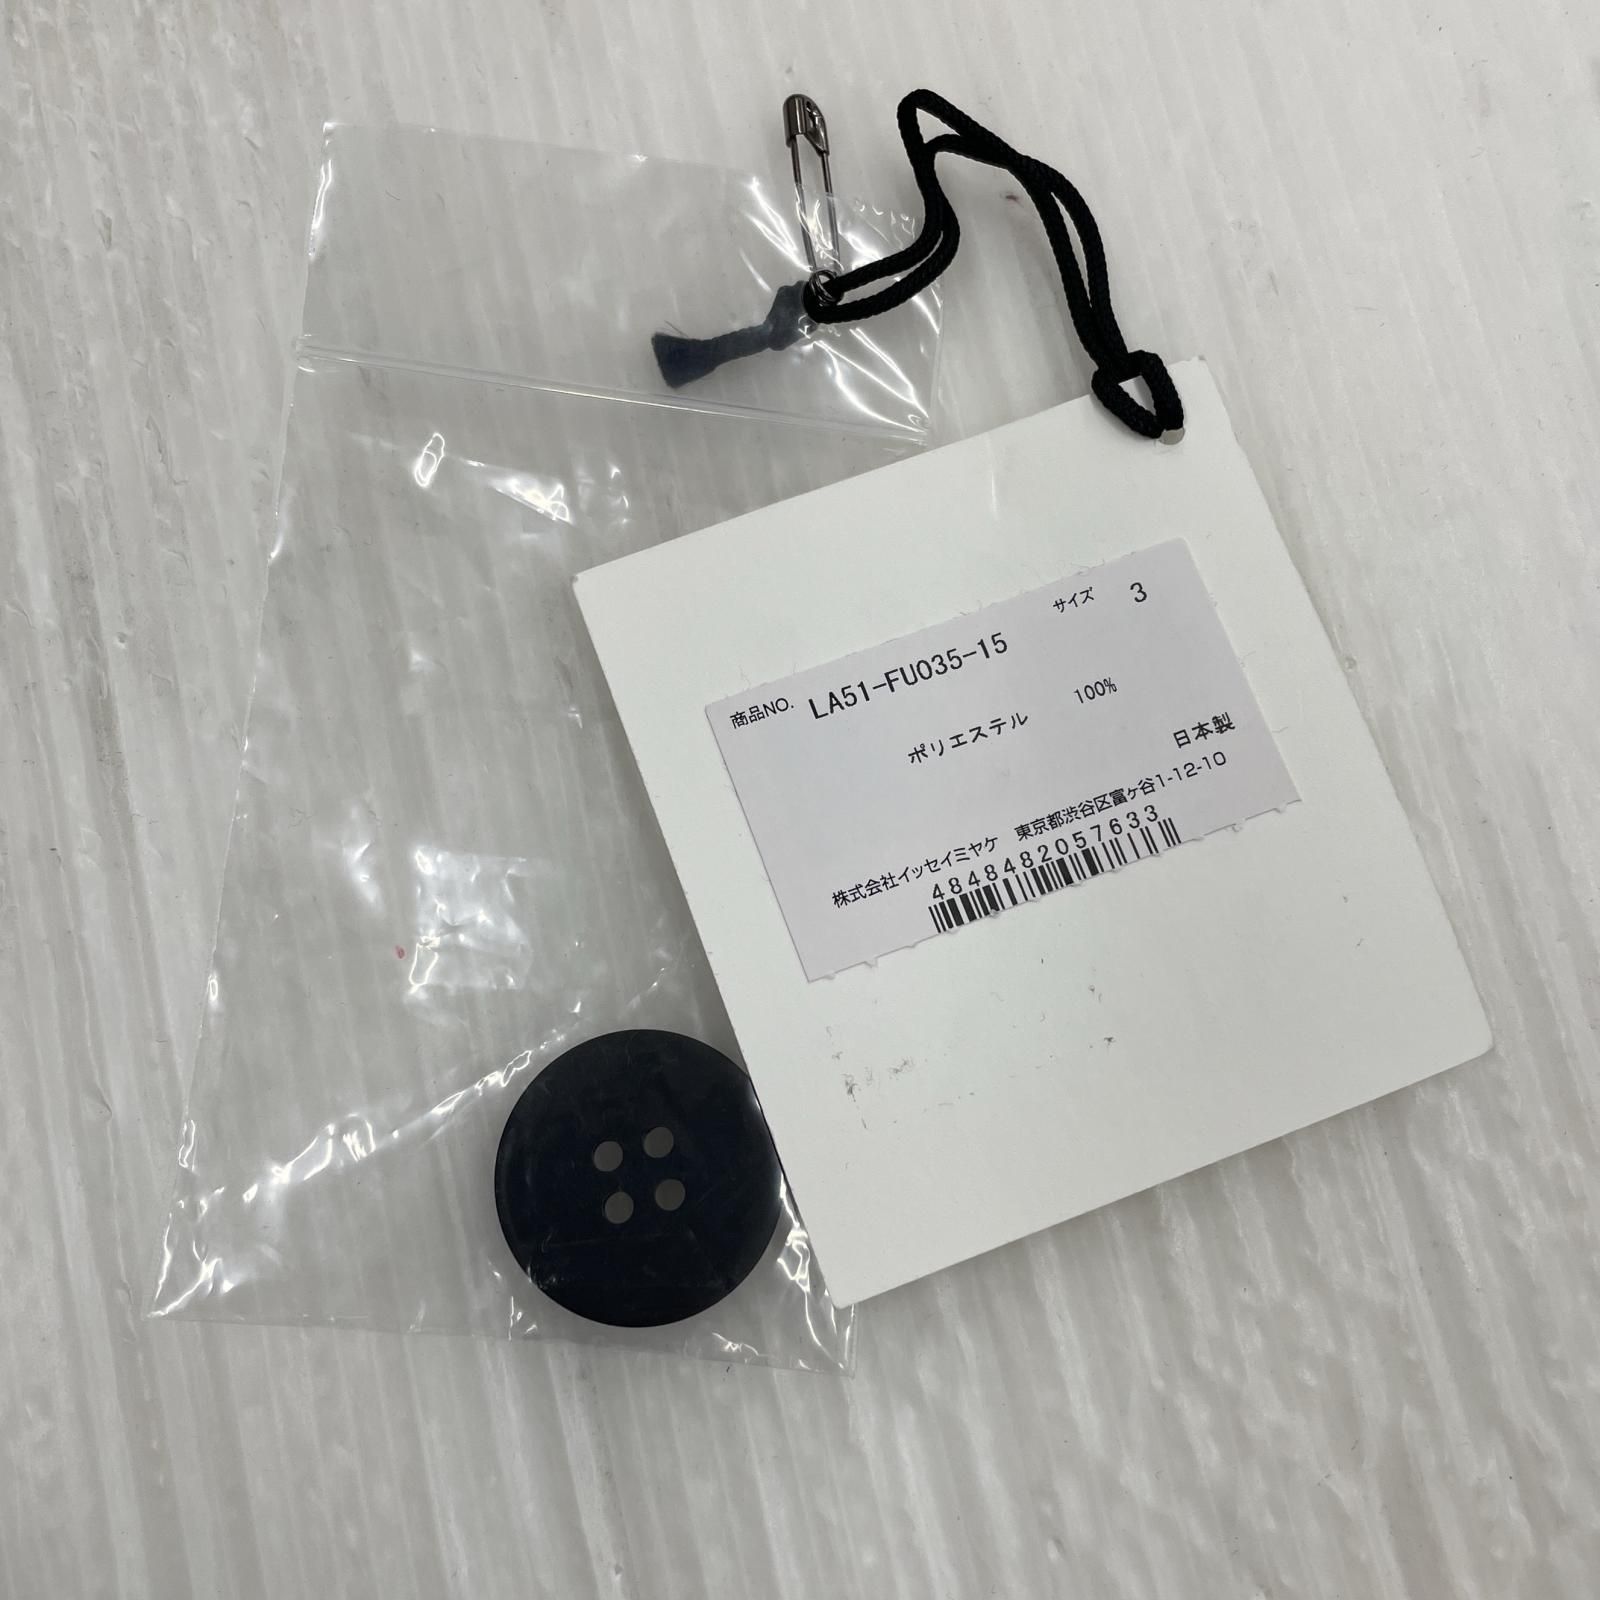 サイズ 3
商品NO. LA51-FU035-15
ポリエステル 100%
日本製
株式会社イッセイミヤケ 東京都渋谷区富ヶ谷1-12-10
4848482057633